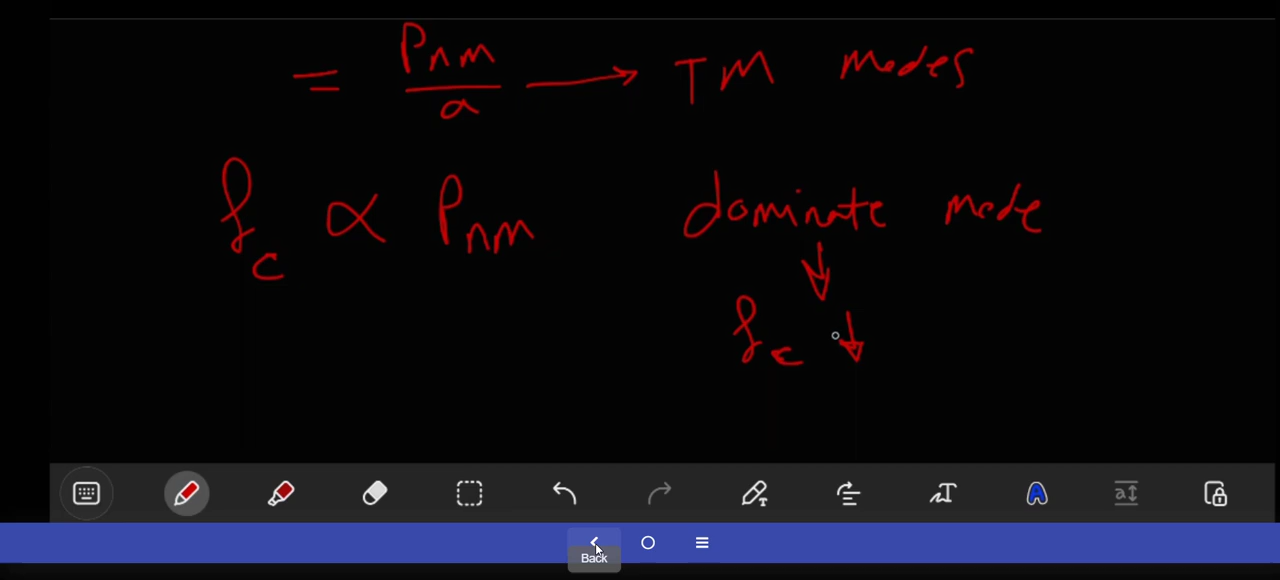 = Pnm/a → TM modes
fc ∝ Pnm dominate mode
↓
fc ↓
Back